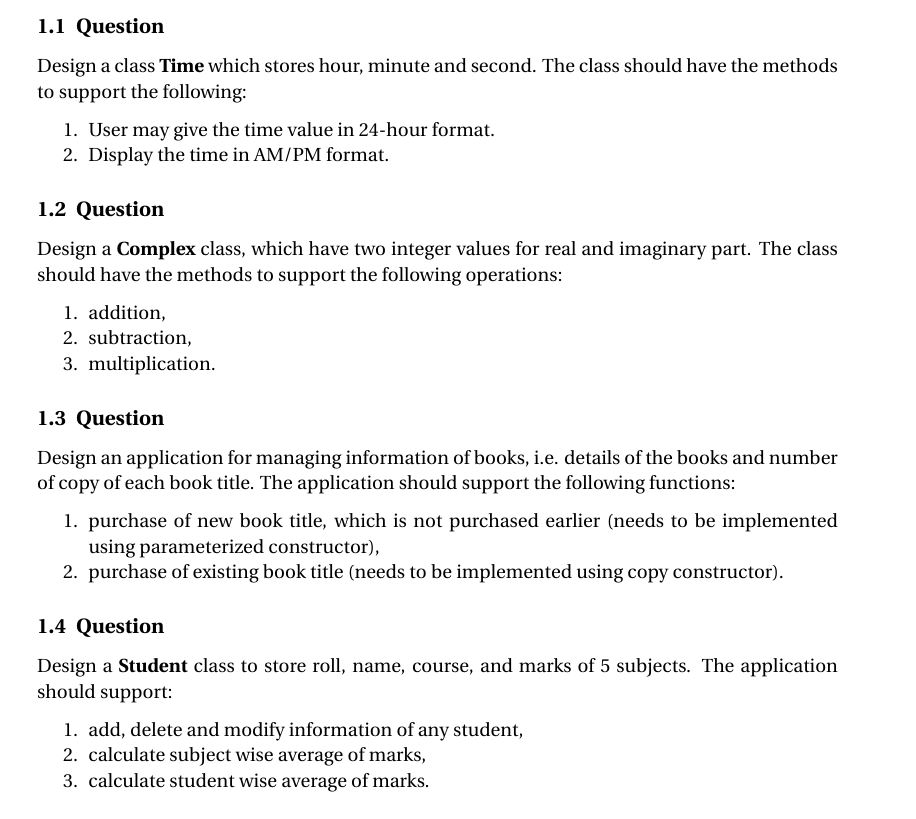 1.1 Question
Design a class Time which stores hour, minute and second. The class should have the methods
to support the following:
1. User may give the time value in 24-hour format.
2. Display the time in AM/PM format.
1.2 Question
Design a Complex class, which have two integer values for real and imaginary part. The class
should have the methods to support the following operations:
1. addition,
2. subtraction,
3. multiplication.
1.3 Question
Design an application for managing information of books, i.e. details of the books and number
of copy of each book title. The application should support the following functions:
1. purchase of new book title, which is not purchased earlier (needs to be implemented
using parameterized constructor),
2. purchase of existing book title (needs to be implemented using copy constructor).
1.4 Question
Design a Student class to store roll, name, course, and marks of 5 subjects. The application
should support:
1. add, delete and modify information of any student,
2. calculate subject wise average of marks,
3. calculate student wise average of marks.